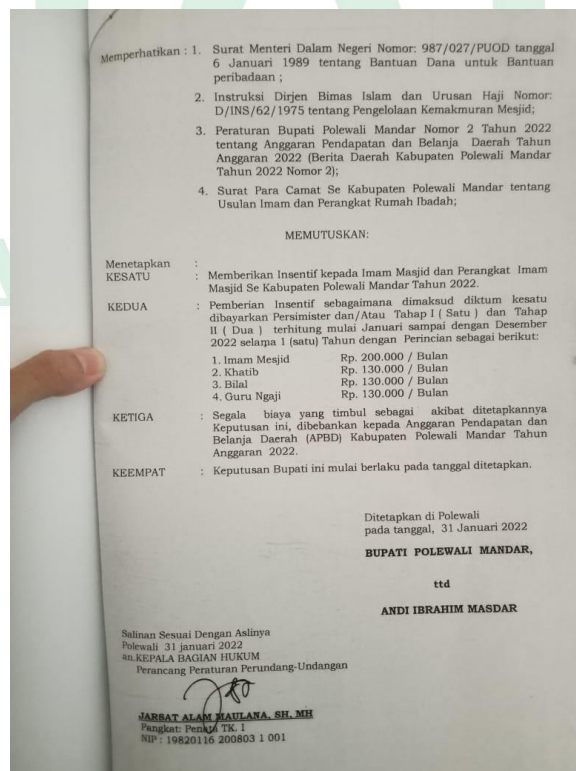 Memperhatikan : 1. Surat Menteri Dalam Negeri Nomor: 987/027/PUOD tanggal
6 Januari 1989 tentang Bantuan Dana untuk Bantuan
peribadaan ;
2. Instruksi Dirjen Bimas Islam dan Urusan Haji Nomor:
D/INS/62/1975 tentang Pengelolaan Kemakmuran Mesjid;
3. Peraturan Bupati Polewali Mandar Nomor 2 Tahun 2022
tentang Anggaran Pendapatan dan Belanja Daerah Tahun
Anggaran 2022 (Berita Daerah Kabupaten Polewali Mandar
Tahun 2022 Nomor 2);
4. Surat Para Camat Se Kabupaten Polewali Mandar tentang
Usulan Imam dan Perangkat Rumah Ibadah;
MEMUTUSKAN:
Menetapkan :
KESATU : Memberikan Insentif kepada Imam Masjid dan Perangkat Imam
Masjid Se Kabupaten Polewali Mandar Tahun 2022.
KEDUA : Pemberian Insentif sebagaimana dimaksud diktum kesatu
dibayarkan Persimister dan/Atau Tahap I ( Satu ) dan Tahap
II ( Dua ) terhitung mulai Januari sampai dengan Desember
2022 selama 1 (satu) Tahun dengan Perincian sebagai berikut:
1. Imam Mesjid Rp. 200.000 / Bulan
2. Khatib Rp. 130.000 / Bulan
3. Bilal Rp. 130.000 / Bulan
4. Guru Ngaji Rp. 130.000 / Bulan
KETIGA : Segala biaya yang timbul sebagai akibat ditetapkannya
Keputusan ini, dibebankan kepada Anggaran Pendapatan dan
Belanja Daerah (APBD) Kabupaten Polewali Mandar Tahun
Anggaran 2022.
KEEMPAT : Keputusan Bupati ini mulai berlaku pada tanggal ditetapkan.
Ditetapkan di Polewali
pada tanggal, 31 Januari 2022
BUPATI POLEWALI MANDAR,
ttd
ANDI IBRAHIM MASDAR
Salinan Sesuai Dengan Aslinya
Polewali 31 januari 2022
an.KEPALA BAGIAN HUKUM
Perancang Peraturan Perundang-Undangan
JARSAT ALAM MAULANA, SH, MH
Pangkat: Penata TK. I
NIP : 19820116 200803 1 001